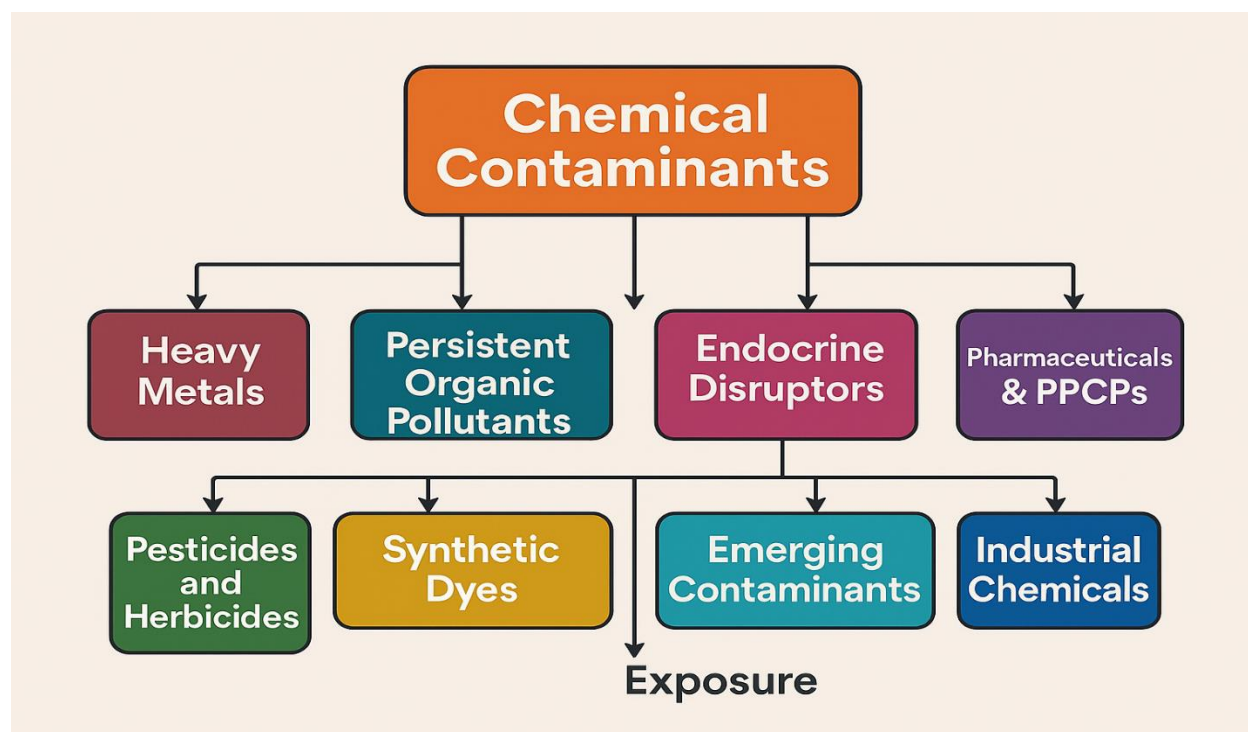 Chemical
Contaminants
Heavy
Metals
Persistent
Organic
Pollutants
Endocrine
Disruptors
Pharmaceuticals
& PPCPs
Pesticides
and
Herbicides
Synthetic
Dyes
Emerging
Contaminants
Industrial
Chemicals
Exposure